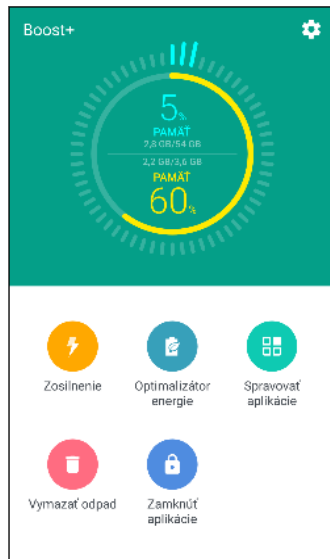 Boost+
5%
PAMÄŤ
2,8 GB/54 GB
2,2 GB/3,6 GB
PAMÄŤ
60%
Zosilnenie
Optimalizátor
energie
Spravovať
aplikácie
Vymazať odpad
Zamknúť
aplikácie